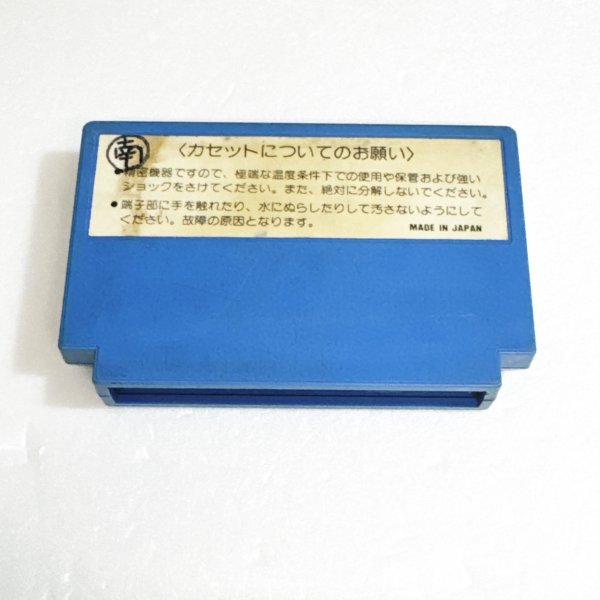 南
〈カセットについてのお願い〉
●精密機器ですので、極端な温度条件下での使用や保管および強い
ショックをさけてください。また、絶対に分解しないでください。
●端子部に手を触れたり、水にぬらしたりして汚さないようにして
ください。故障の原因となります。
MADE IN JAPAN